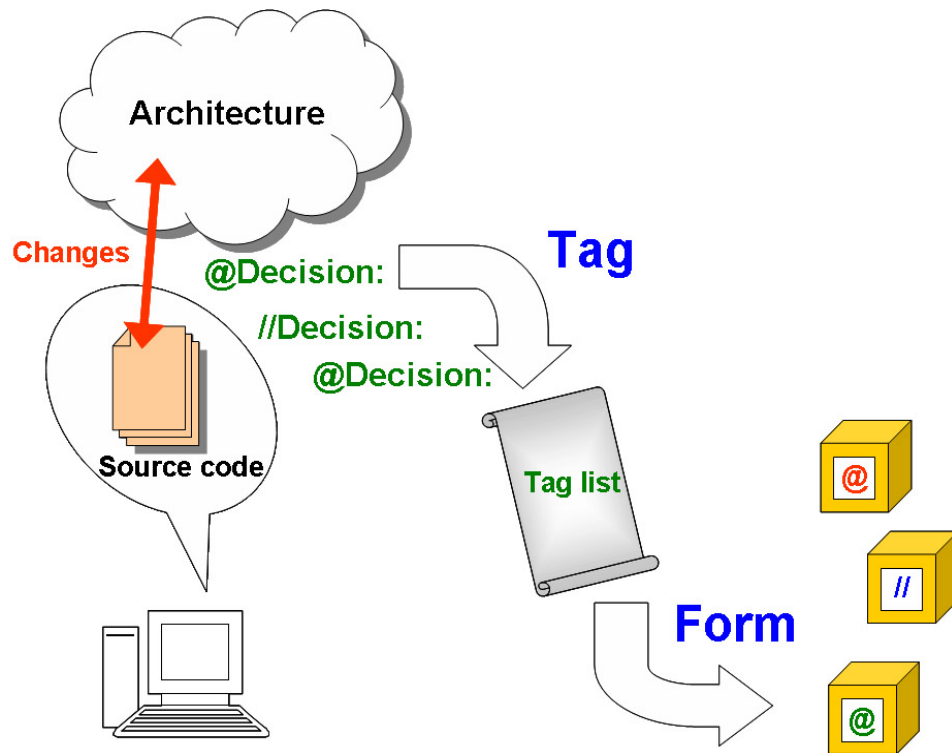 Architecture
Changes
@Decision:
Tag
//Decision:
@Decision:
Source code
Tag list
@
//
Form
@